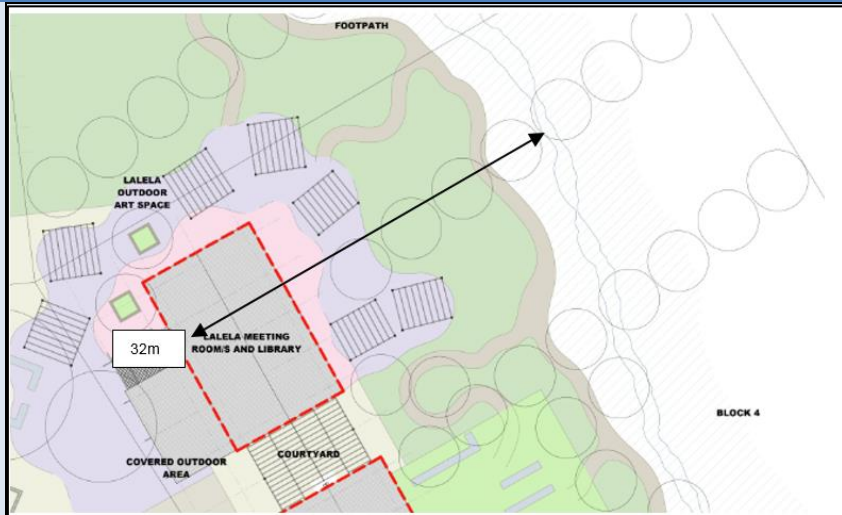 FOOTPATH
LALELA
OUTDOOR
ART SPACE
32m
LALELA MEETING
ROOM/S AND LIBRARY
BLOCK 4
COVERED OUTDOOR
AREA
COURTYARD